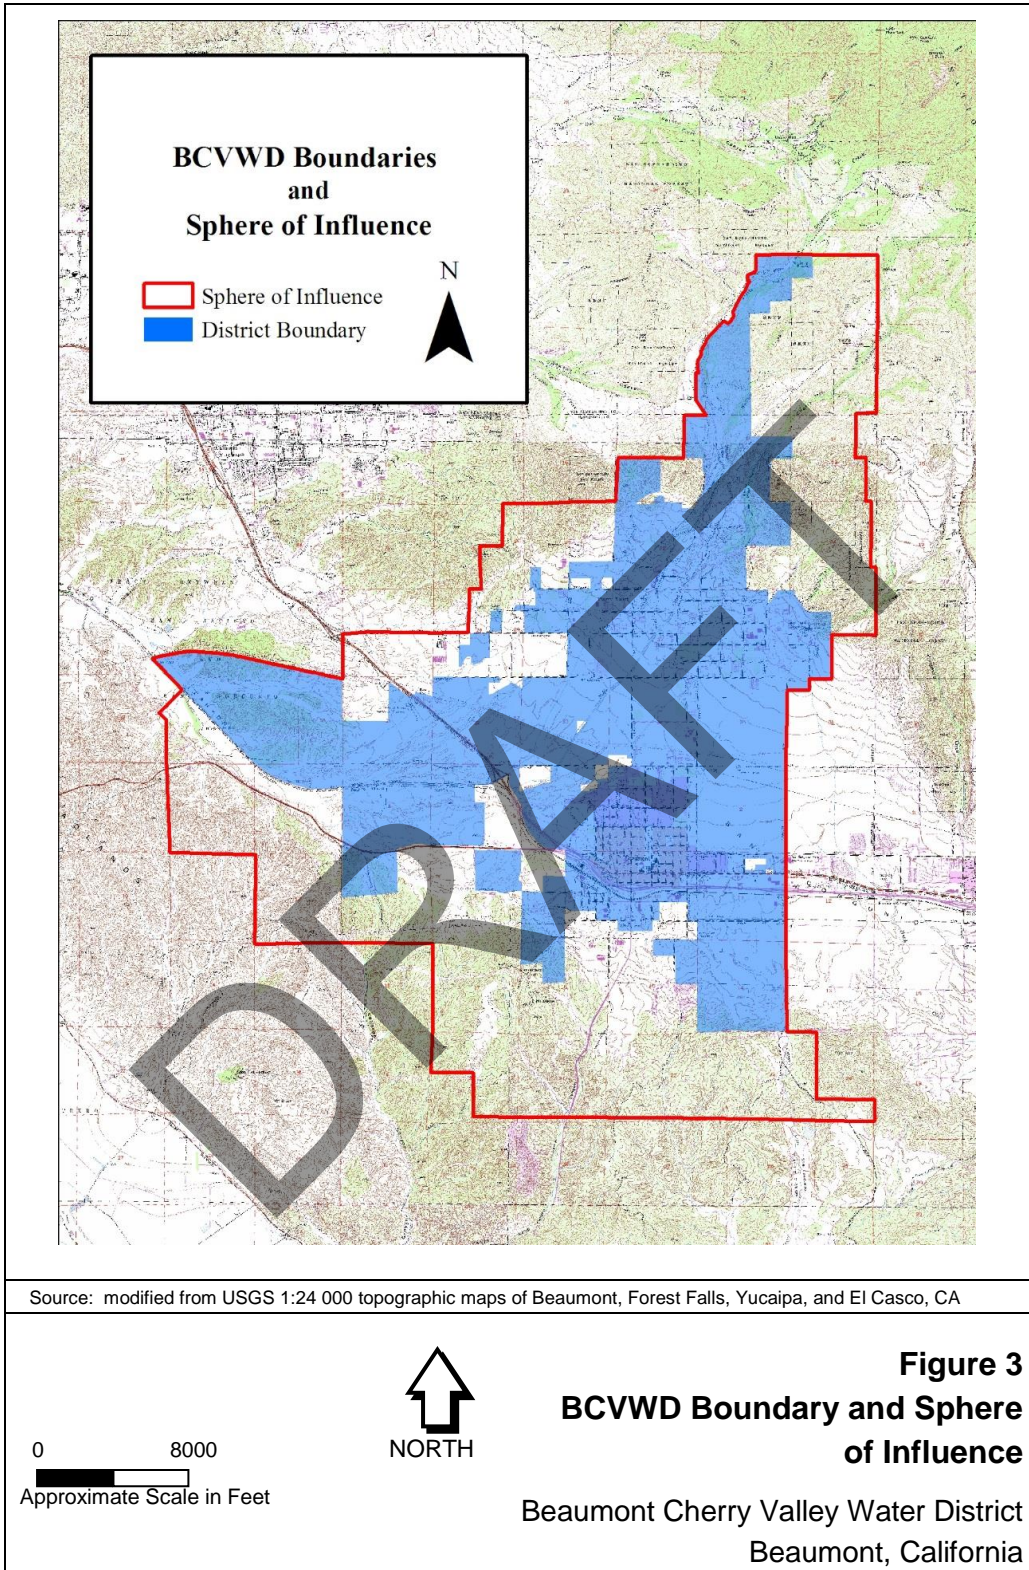 BCVWD Boundaries
and
Sphere of Influence
N
Sphere of Influence
District Boundary
DRAFT
Source: modified from USGS 1:24 000 topographic maps of Beaumont, Forest Falls, Yucaipa, and El Casco, CA
0 8000
Approximate Scale in Feet
NORTH
Figure 3
BCVWD Boundary and Sphere
of Influence
Beaumont Cherry Valley Water District
Beaumont, California